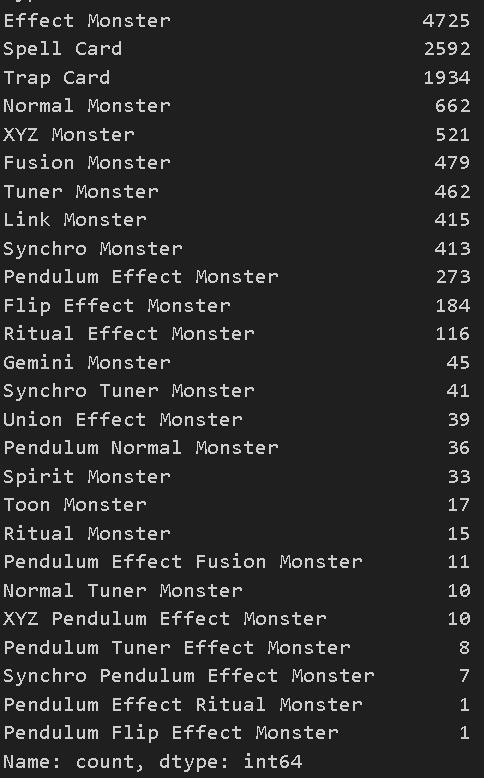 Effect Monster 4725
Spell Card 2592
Trap Card 1934
Normal Monster 662
XYZ Monster 521
Fusion Monster 479
Tuner Monster 462
Link Monster 415
Synchro Monster 413
Pendulum Effect Monster 273
Flip Effect Monster 184
Ritual Effect Monster 116
Gemini Monster 45
Synchro Tuner Monster 41
Union Effect Monster 39
Pendulum Normal Monster 36
Spirit Monster 33
Toon Monster 17
Ritual Monster 15
Pendulum Effect Fusion Monster 11
Normal Tuner Monster 10
XYZ Pendulum Effect Monster 10
Pendulum Tuner Effect Monster 8
Synchro Pendulum Effect Monster 7
Pendulum Effect Ritual Monster 1
Pendulum Flip Effect Monster 1
Name: count, dtype: int64